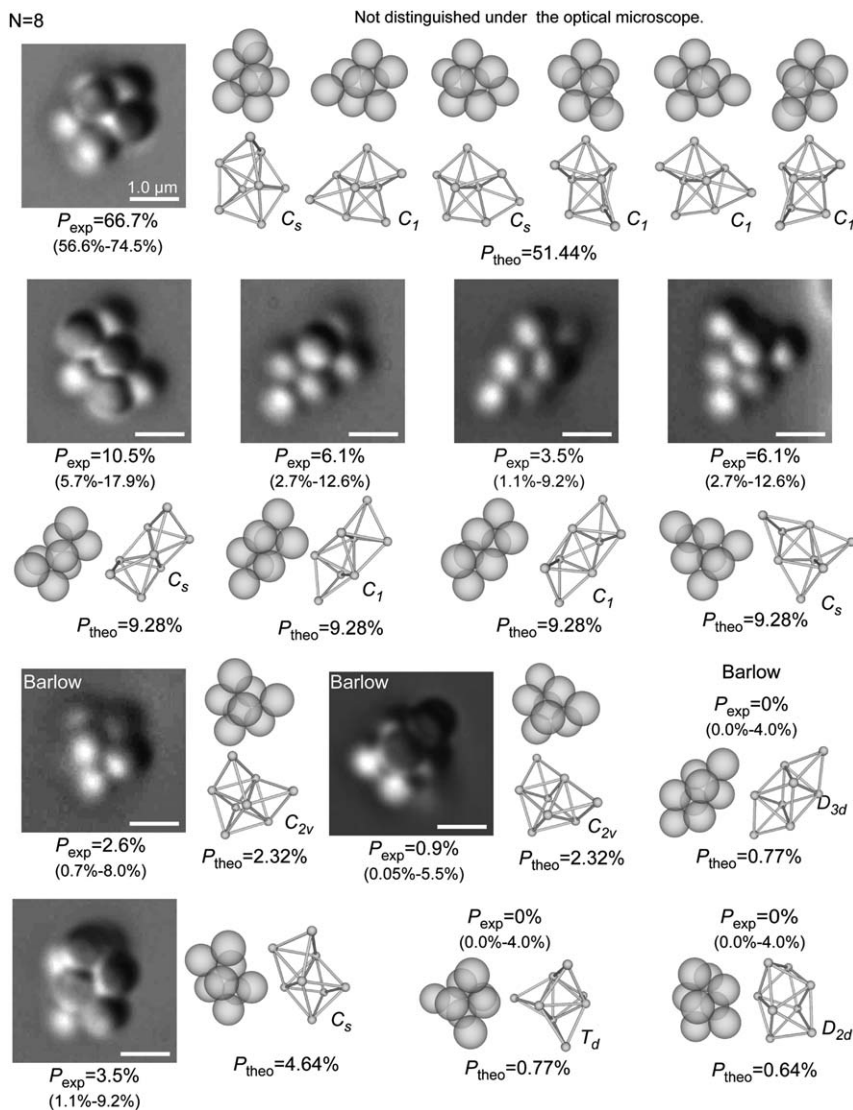 N=8
Not distinguished under the optical microscope.
1.0 μm
Pexp=66.7%
(56.6%-74.5%)
Cs
C1
Cs
C1
C1
C1
Ptheo=51.44%
Pexp=10.5%
(5.7%-17.9%)
Pexp=6.1%
(2.7%-12.6%)
Pexp=3.5%
(1.1%-9.2%)
Pexp=6.1%
(2.7%-12.6%)
Cs
Ptheo=9.28%
C1
Ptheo=9.28%
C1
Ptheo=9.28%
Cs
Ptheo=9.28%
Barlow
Pexp=2.6%
(0.7%-8.0%)
C2v
Ptheo=2.32%
Barlow
Pexp=0.9%
(0.05%-5.5%)
C2v
Ptheo=2.32%
Barlow
Pexp=0%
(0.0%-4.0%)
D3d
Ptheo=0.77%
Pexp=3.5%
(1.1%-9.2%)
Cs
Ptheo=4.64%
Pexp=0%
(0.0%-4.0%)
Td
Ptheo=0.77%
Pexp=0%
(0.0%-4.0%)
D2d
Ptheo=0.64%